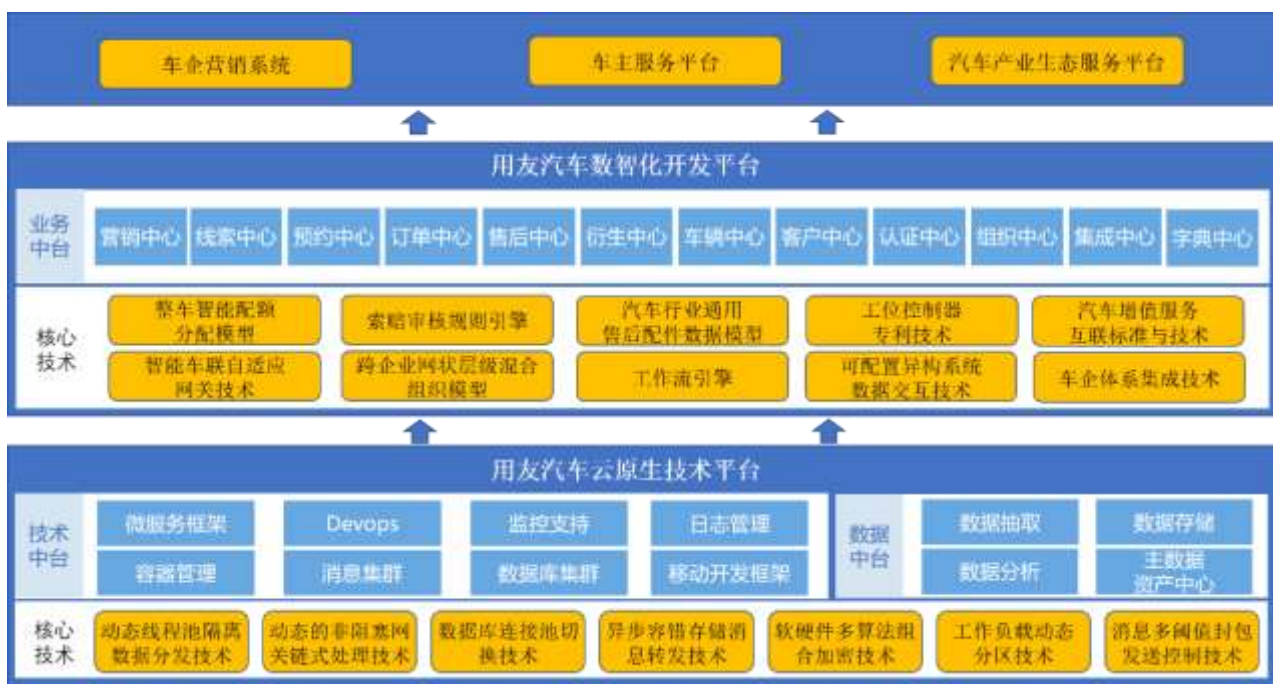 车企营销系统
车主服务平台
汽车产业生态服务平台
用友汽车数智化开发平台
业务
中台
营销中心
线索中心
预约中心
订单中心
售后中心
衍生中心
车辆中心
客户中心
认证中心
组织中心
集成中心
字典中心
核心
技术
整车智能配额
分配模型
索赔审核规则引擎
汽车行业通用
售后配件数据模型
工位控制器
专利技术
汽车增值服务
互联标准与技术
智能车联自适应
网关技术
跨企业网状层级混合
组织模型
工作流引擎
可配置异构系统
数据交互技术
车企体系集成技术
用友汽车云原生技术平台
技术
中台
微服务框架
Devops
监控支持
日志管理
容器管理
消息集群
数据库集群
移动开发框架
数据
中台
数据抽取
数据存储
数据分析
主数据
资产中心
核心
技术
动态线程池隔离
数据分发技术
动态的非阻塞网
关链式处理技术
数据库连接池切
换技术
异步容错存储消
息转发技术
软硬件多算法组
合加密技术
工作负载动态
分区技术
消息多阈值封包
发送控制技术